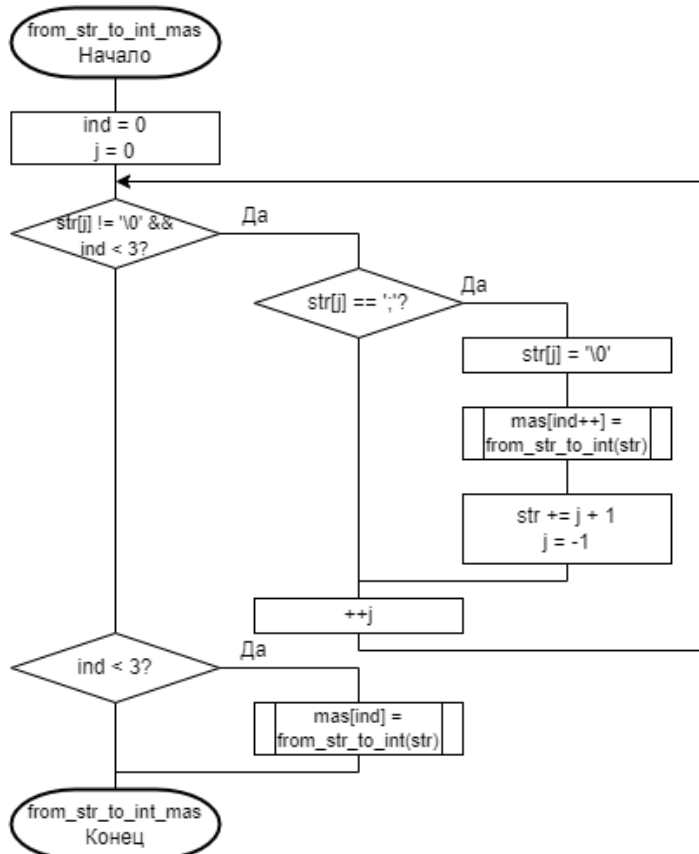 from_str_to_int_mas
Начало
ind = 0
j = 0
str[j] != '\0' &&
ind < 3?
Да
str[j] == ';'?
Да
str[j] = '\0'
mas[ind++] =
from_str_to_int(str)
str += j + 1
j = -1
++j
ind < 3?
Да
mas[ind] =
from_str_to_int(str)
from_str_to_int_mas
Конец